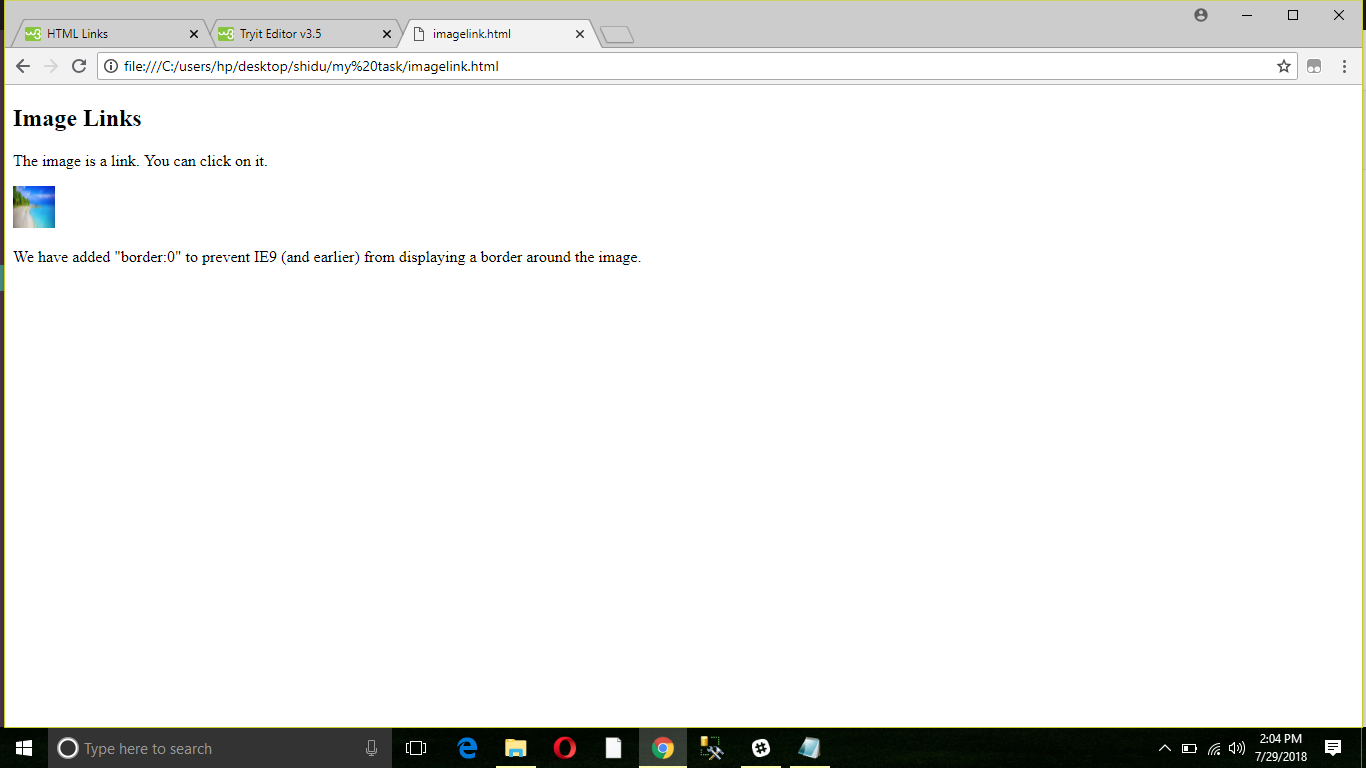 HTML Links
Tryit Editor v3.5
imagelink.html
file:///C:/users/hp/desktop/shidu/my%20task/imagelink.html
Image Links
The image is a link. You can click on it.
We have added "border:0" to prevent IE9 (and earlier) from displaying a border around the image.
Type here to search
2:04 PM
7/29/2018